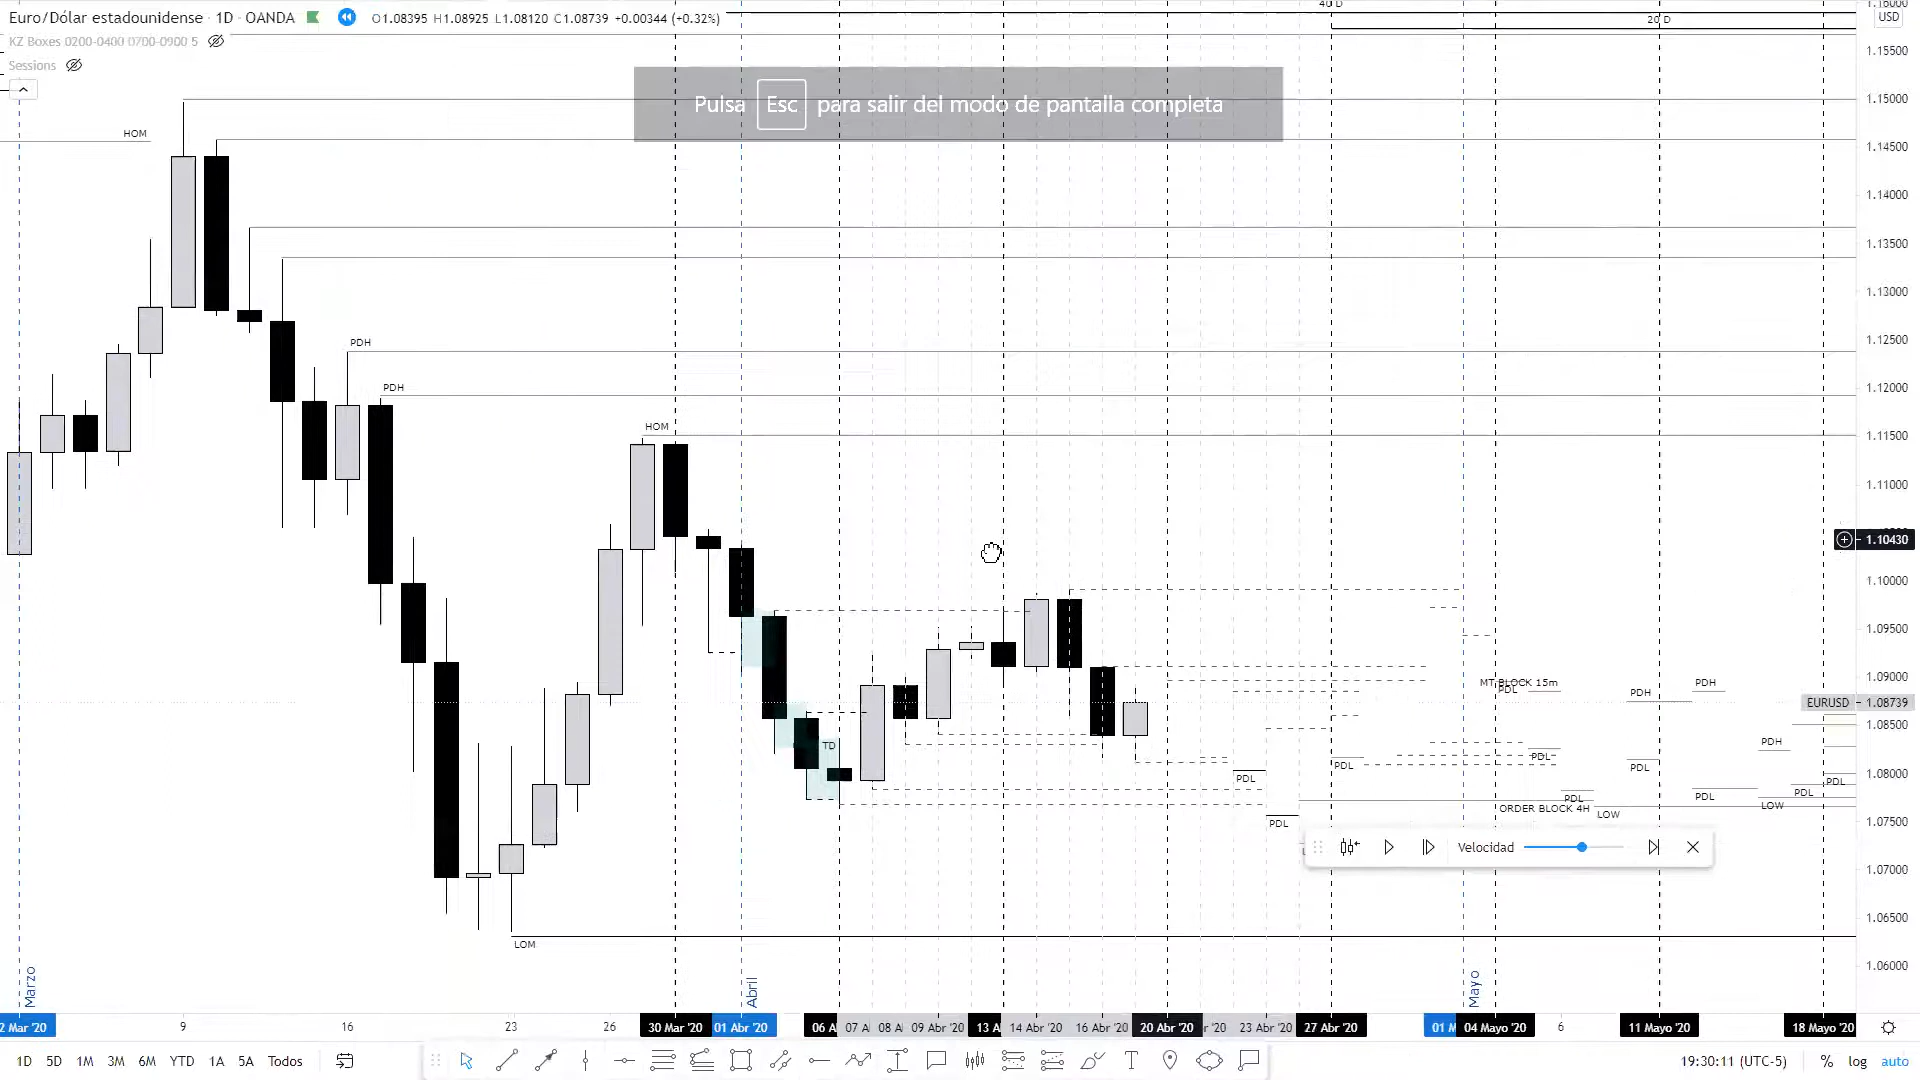 Euro/Dólar estadounidense · 1D · OANDA O1.08395 H1.08925 L1.08120 C1.08739 +0.00344 (+0.32%)
KZ Boxes 0200-0400 0700-0900 5
Sessions
Pulsa Esc para salir del modo de pantalla completa
40 D
20 D
USD
1.16000
1.15500
1.15000
1.14500
1.14000
1.13500
1.13000
1.12500
1.12000
1.11500
1.11000
1.10430
1.10000
1.09500
1.09000
EURUSD 1.08739
1.08500
1.08000
1.07500
1.07000
1.06500
1.06000
HOM
PDH
PDH
HOM
MT BLOCK 15m
PDL
PDH
PDH
TD
PDH
PDL
PDL
PDL
PDL
PDL
PDL
PDL
PDL
ORDER BLOCK 4H
LOW
LOW
PDL
Velocidad
LOM
Marzo
Abril
Mayo
2 Mar '20 9 16 23 26 30 Mar '20 01 Abr '20 06 A 07 A 08 A 09 Abr '20 13 A 14 Abr '20 16 Abr '20 20 Abr '20 r '20 23 Abr '20 27 Abr '20 01 M 04 Mayo '20 6 11 Mayo '20 18 Mayo '20
1D 5D 1M 3M 6M YTD 1A 5A Todos
19:30:11 (UTC-5) % log auto